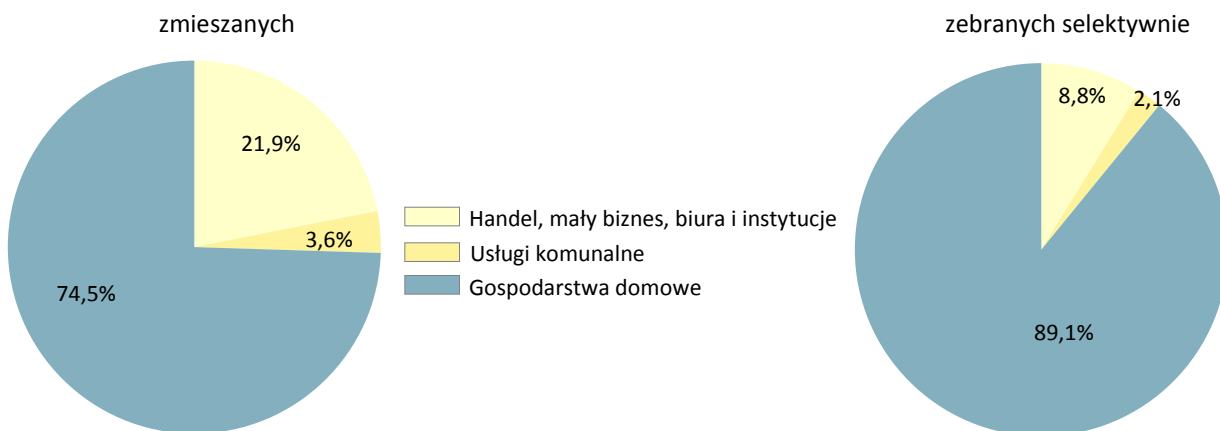 zmieszanych
21,9%
3,6%
74,5%
Handel, mały biznes, biura i instytucje
Usługi komunalne
Gospodarstwa domowe
zebranych selektywnie
8,8%
2,1%
89,1%